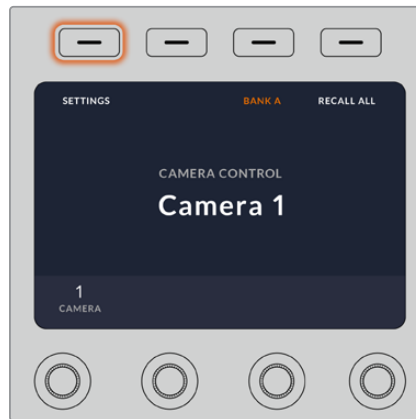 SETTINGS BANK A RECALL ALL
CAMERA CONTROL
Camera 1
1
CAMERA